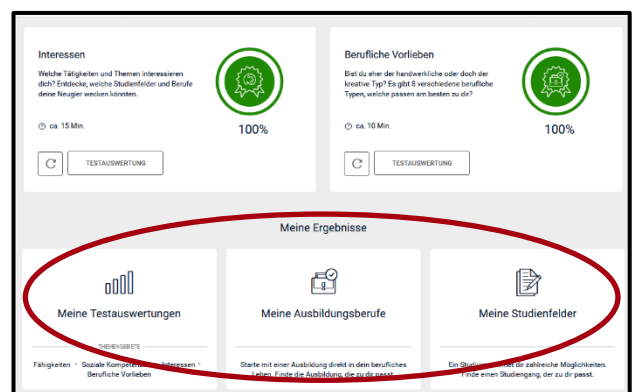 Interessen
Welche Tätigkeiten und Themen interessieren
dich? Entdecke, welche Studienfelder und Berufe
deine Neugier wecken könnten.
ca. 15 Min.
100%
TESTAUSWERTUNG
Berufliche Vorlieben
Bist du eher der handwerkliche oder doch der
kreative Typ? Es gibt 8 verschiedene berufliche
Typen, welche passen am besten zu dir?
ca. 10 Min.
100%
TESTAUSWERTUNG
Meine Ergebnisse
Meine Testauswertungen
THEMENGEBIETE
Fähigkeiten • Soziale Interessen •
Berufliche Vorlieben
Meine Ausbildungsberufe
Starte mit einer Ausbildung direkt in dein berufliches
Leben. Finde die Ausbildung, die zu dir passt.
Meine Studienfelder
Ein dir zahlreiche Möglichkeiten.
Finde einen Studiengang, der zu dir passt.